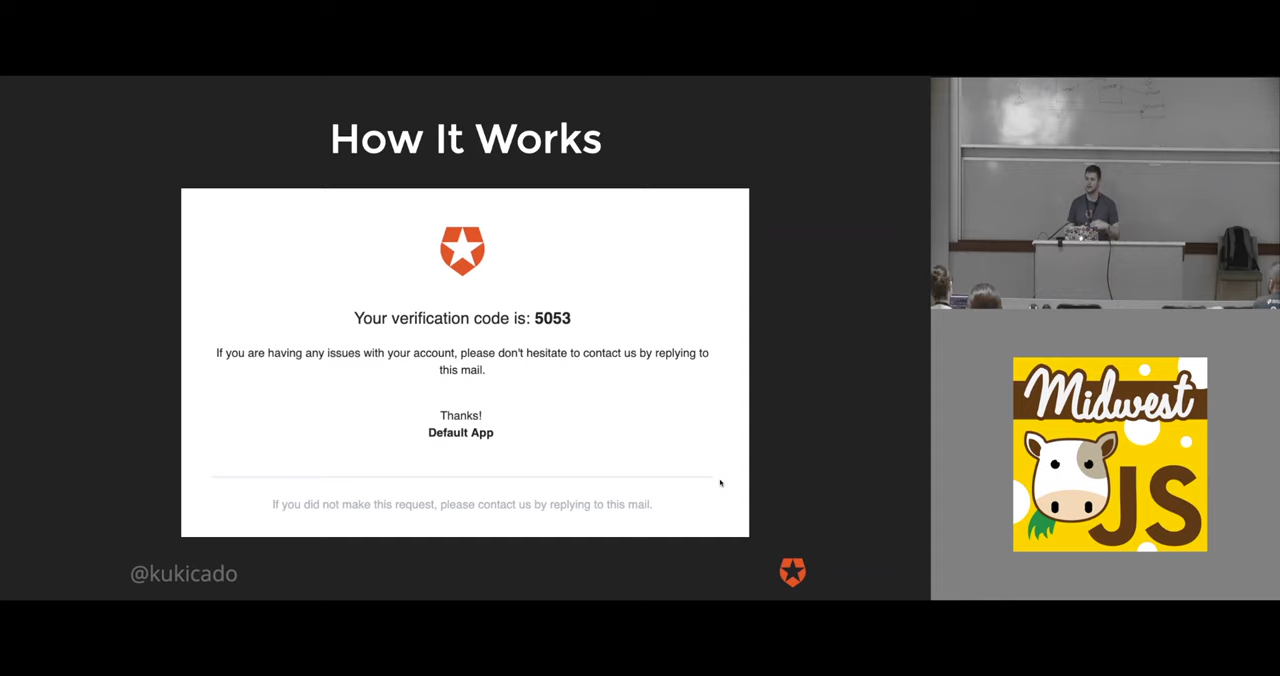 How It Works
Your verification code is: 5053
If you are having any issues with your account, please don't hesitate to contact us by replying to
this mail.
Thanks!
Default App
If you did not make this request, please contact us by replying to this mail.
@kukicado
Midwest
JS